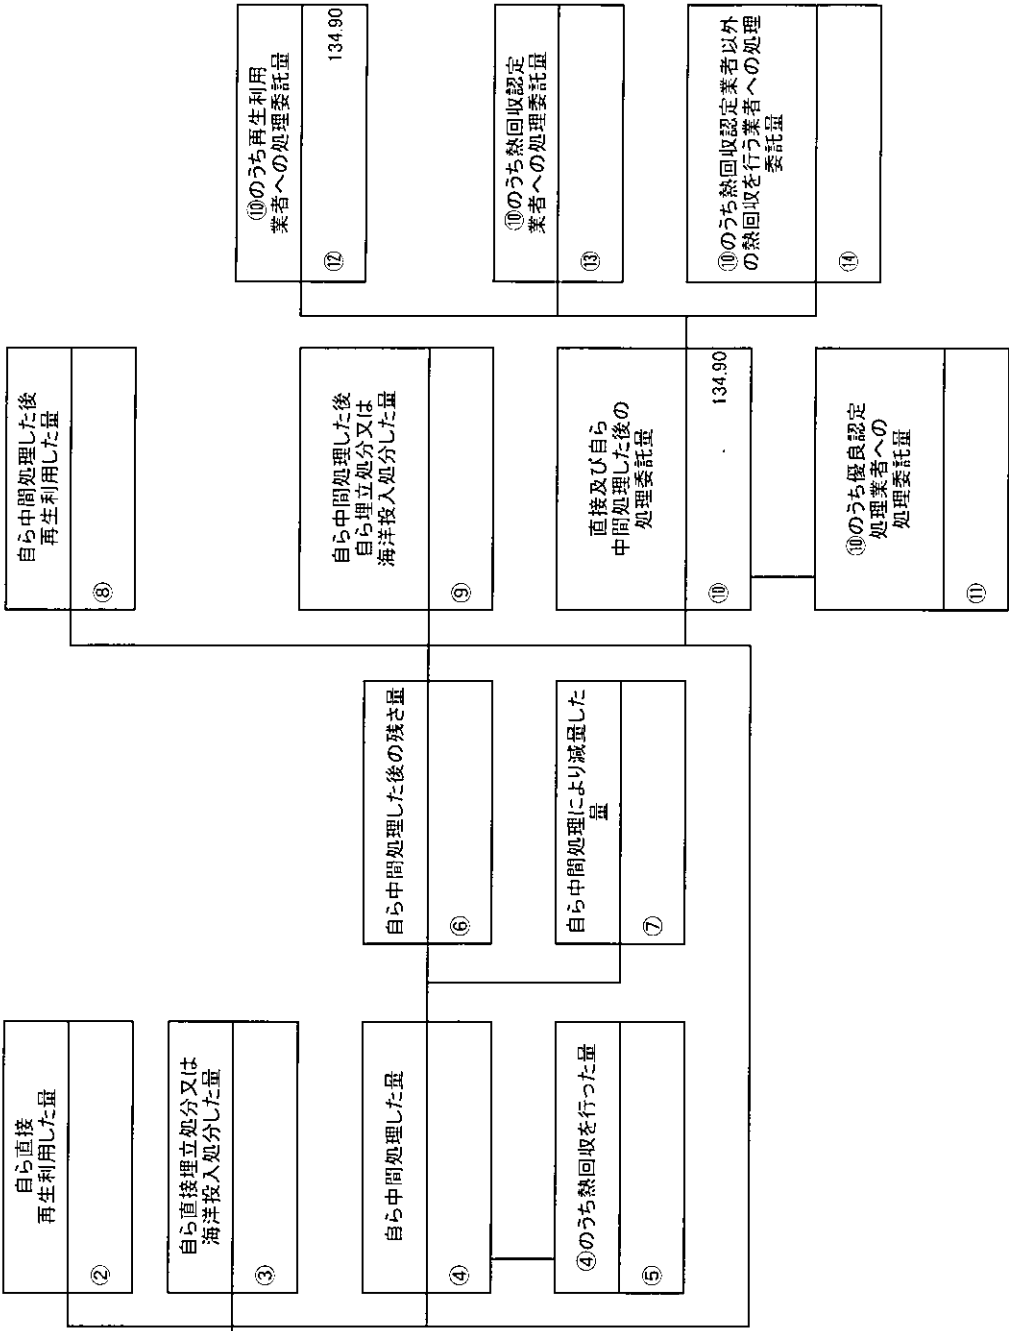 自ら直接
再生利用した量
②
自ら直接埋立処分又は
海洋投入処分した量
③
自ら中間処理した量
④
④のうち熱回収を行った量
⑤
自ら中間処理した後の残さ量
⑥
自ら中間処理により減量した
量
⑦
自ら中間処理した後
再生利用した量
⑧
自ら中間処理した後
自ら埋立処分又は
海洋投入処分した量
⑨
直接及び自ら
中間処理した後の
処理委託量
⑩ 134.90
⑩のうち優良認定
処理業者への
処理委託量
⑪
⑩のうち再生利用
業者への処理委託量
⑫ 134.90
⑩のうち熱回収認定
業者への処理委託量
⑬
⑩のうち熱回収認定業者以外
の熱回収を行う業者への処理
委託量
⑭